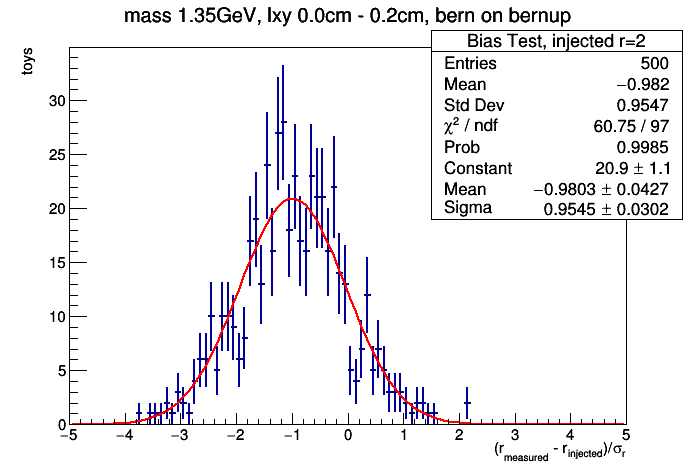 mass 1.35GeV, lxy 0.0cm - 0.2cm, bern on bernup
Bias Test, injected r=2
Entries 500
Mean −0.982
Std Dev 0.9547
χ² / ndf 60.75 / 97
Prob 0.9985
Constant 20.9 ± 1.1
Mean −0.9803 ± 0.0427
Sigma 0.9545 ± 0.0302
toys
30
25
20
15
10
5
0
−5 −4 −3 −2 −1 0 1 2 3 4 5
(r_measured - r_injected)/σ_r